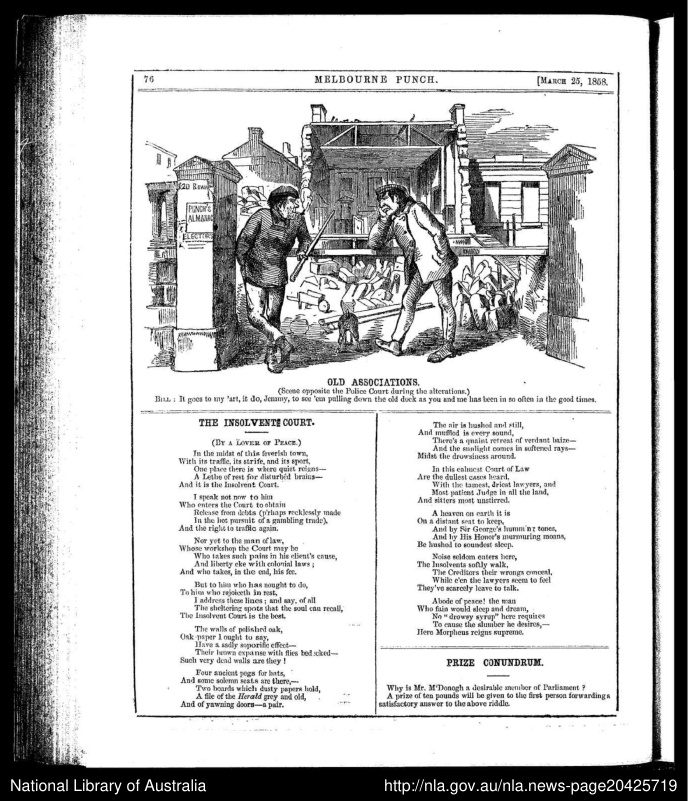 76
MELBOURNE PUNCH.
[MARCH 25, 1858.
PUNCH'S
ALMANAC
ELECTION
OLD ASSOCIATIONS.
(Scene opposite the Police Court during the alterations.)
BILL: It goes to my 'art, it do, Jemmy, to see 'em pulling down the old dock as you and me has been in so often in the good times.
THE INSOLVENT COURT.
(BY A LOVER OF PEACE.)
In the midst of this feverish town,
With its traffic, its strife, and its sport,
One place there is where quiet reigns—
A Lethe of rest for disturbéd brains—
And it is the Insolvent Court.
I speak not now to him
Who enters the Court to obtain
Release from debts (p'rhaps recklessly made
In the hot pursuit of a gambling trade),
And the right to traffic again.
Nor yet to the man of law,
Whose workshop the Court may be
Who takes such pains in his client's cause,
And liberty eke with colonial laws;
And who takes, in the end, his fee.
But to him who has nought to do,
To him who rejoiceth in rest,
I address these lines; and say, of all
The sheltering spots that the soul can recall,
The Insolvent Court is the best.
The walls of polished oak,
Oak paper I ought to say,
Have a sadly soporific effect—
Their brown expanse with flies bedecked—
Such very dead walls are they!
Four ancient pegs for hats,
And some solemn seats are there,—
Two boards which dusty papers hold,
A file of the Herald grey and old,
And of yawning doors—a pair.
The air is hushed and still,
And muffled is every sound,
There's a quaint retreat of verdant baize—
And the sunlight comes in softened rays—
Midst the drowsiness around.
In this calmest Court of Law
Are the dullest cases heard,
With the tamest, driest lawyers, and
Most patient Judge in all the land,
And sitters most unstirred.
A heaven on earth it is
On a distant seat to keep,
And by Sir George's humming tones,
And by His Honor's murmuring moans,
Be hushed to soundest sleep.
Noise seldom enters here,
The Insolvents softly walk,
The Creditors their wrongs conceal,
While e'en the lawyers seem to feel
They've scarcely leave to talk.
Abode of peace! the man
Who fain would sleep and dream,
No "drowsy syrup" here requires
To cause the slumber he desires,—
Here Morpheus reigns supreme.
PRIZE CONUNDRUM.
Why is Mr. M'Donogh a desirable member of Parliament?
A prize of ten pounds will be given to the first person forwarding a
satisfactory answer to the above riddle.
National Library of Australia
http://nla.gov.au/nla.news-page20425719